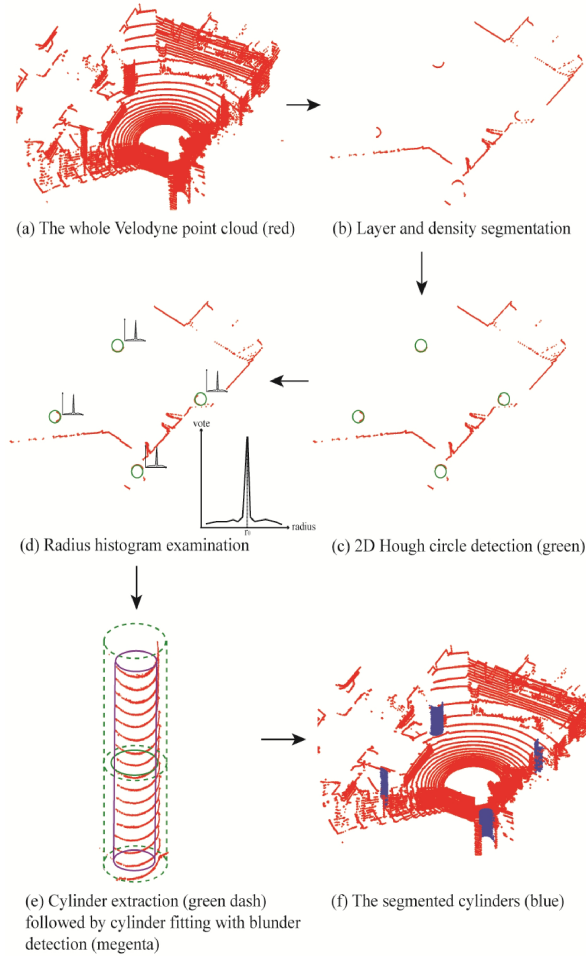 (a) The whole Velodyne point cloud (red)
(b) Layer and density segmentation
vote
radius
(d) Radius histogram examination
(c) 2D Hough circle detection (green)
(e) Cylinder extraction (green dash)
followed by cylinder fitting with blunder
detection (megenta)
(f) The segmented cylinders (blue)